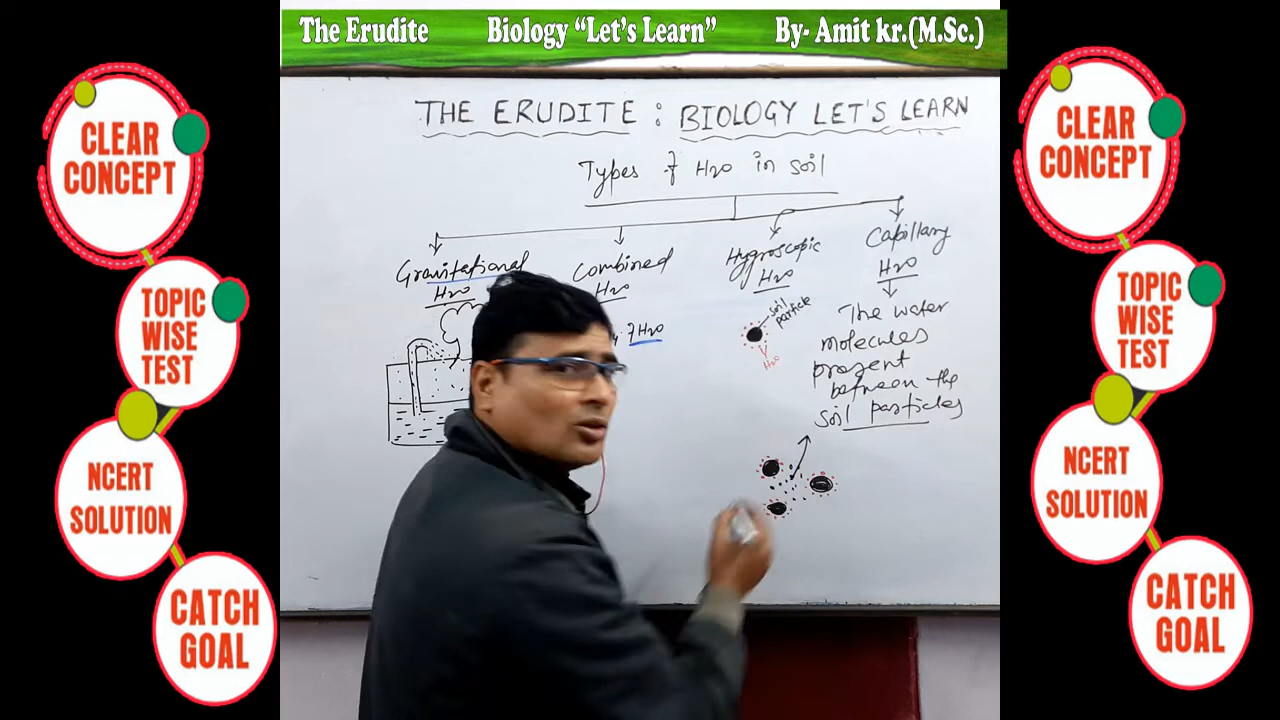 The Erudite Biology "Let's Learn" By- Amit kr.(M.Sc.)
CLEAR
CONCEPT
TOPIC
WISE
TEST
NCERT
SOLUTION
CATCH
GOAL
THE ERUDITE : BIOLOGY LET'S LEARN
Types of H2O in soil
Gravitational
H2O
Combined
H2O
of H2O
Hygroscopic
H2O
soil
particle
H2O
Capillary
H2O
The water
molecules
present
between the
soil particles
CLEAR
CONCEPT
TOPIC
WISE
TEST
NCERT
SOLUTION
CATCH
GOAL